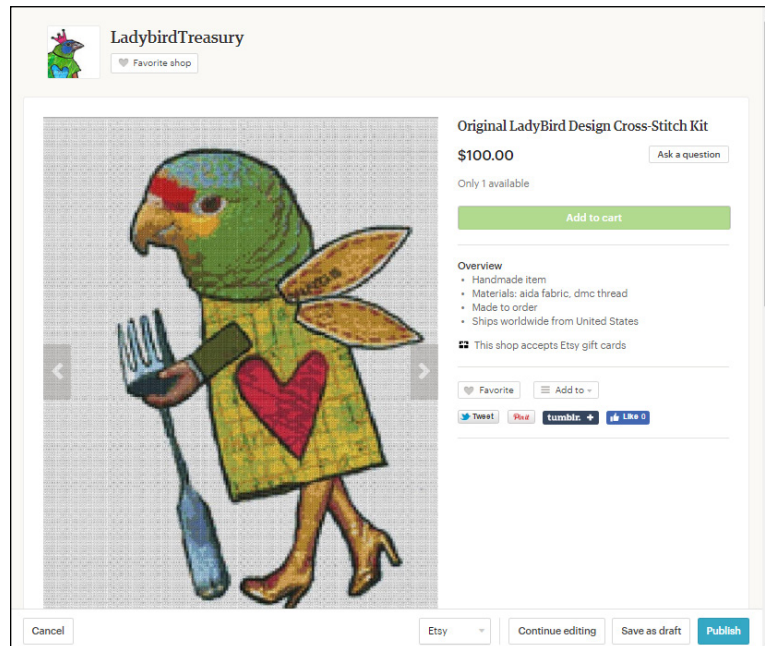 LadybirdTreasury
Favorite shop
Original LadyBird Design Cross-Stitch Kit
$100.00
Ask a question
Only 1 available
Add to cart
Overview
Handmade item
Materials: aida fabric, dmc thread
Made to order
Ships worldwide from United States
This shop accepts Etsy gift cards
Favorite
Add to
Tweet
Pin it
tumblr. +
Like 0
Cancel
Etsy
Continue editing
Save as draft
Publish